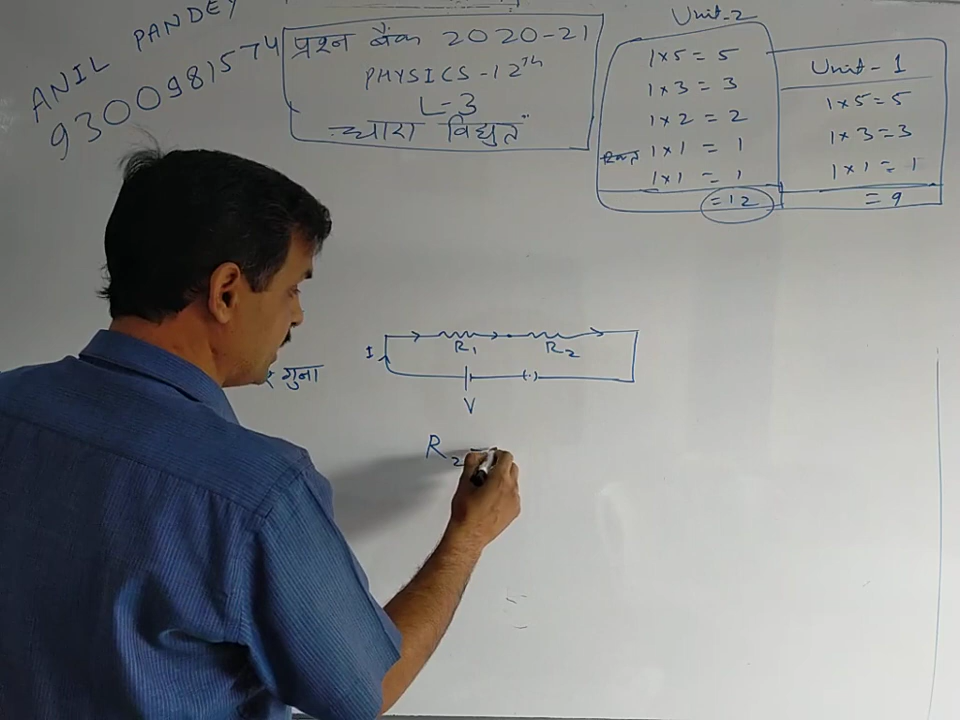 ANIL PANDEY
9300981574
प्रश्न बैंक 2020-21
PHYSICS-12th
L-3
धारा विद्युत
Unit-2
1×5=5
1×3=3
1×2=2
1×1=1
1×1=1
=12
Unit-1
1×5=5
1×3=3
1×1=1
=9
I
R1
R2
V
गुना
R2